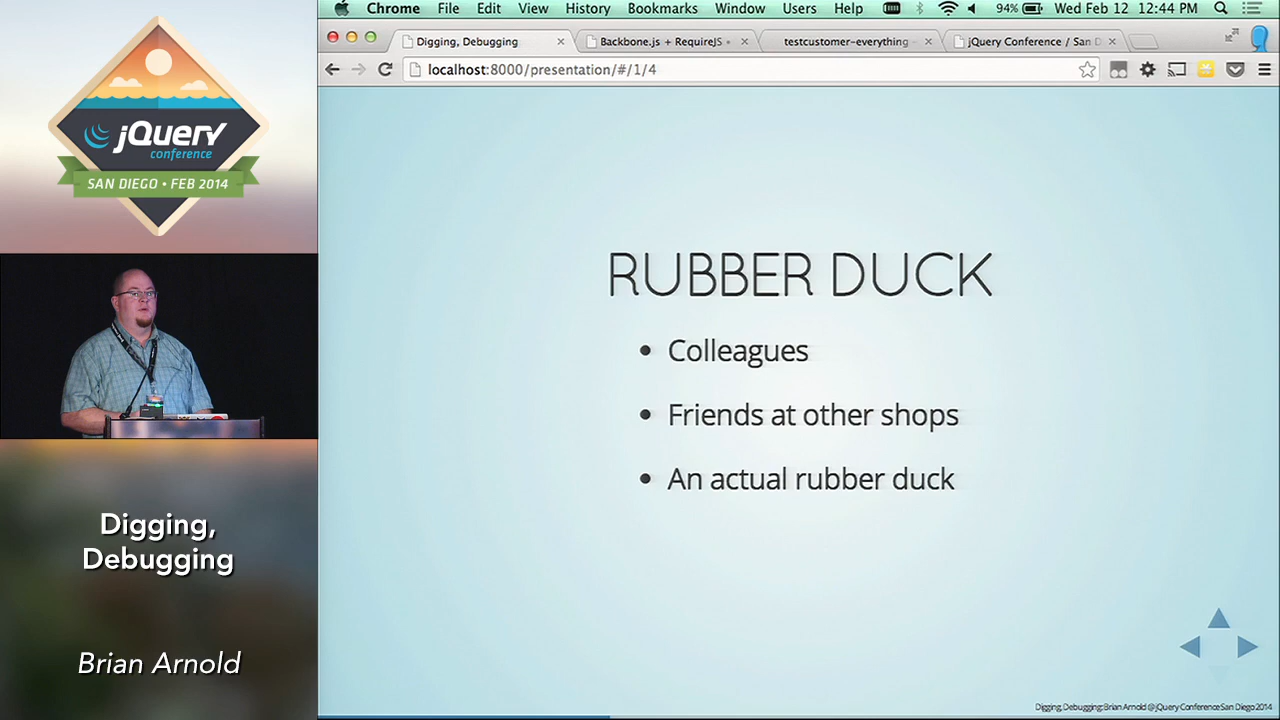 jQuery
conference
SAN DIEGO • FEB 2014
Digging,
Debugging
Brian Arnold
Chrome File Edit View History Bookmarks Window Users Help 94% Wed Feb 12 12:44 PM
Digging, Debugging
Backbone.js + RequireJS •
testcustomer-everything -
jQuery Conference / San D
localhost:8000/presentation/#/1/4
RUBBER DUCK
• Colleagues
• Friends at other shops
• An actual rubber duck
Digging, Debugging: Brian Arnold @ jQuery Conference San Diego 2014